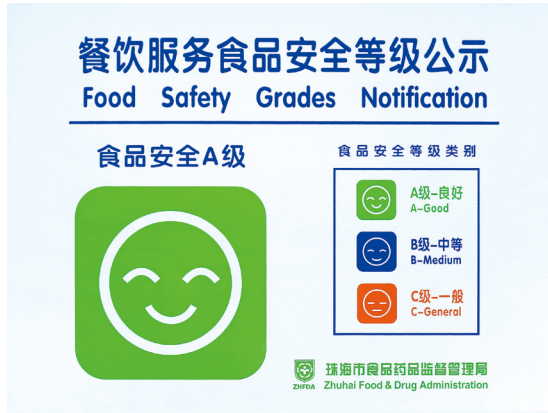 餐饮服务食品安全等级公示
Food Safety Grades Notification
食品安全A级
食品安全等级类别
A级-良好
A-Good
B级-中等
B-Medium
C级-一般
C-General
ZHFDA
珠海市食品药品监督管理局
Zhuhai Food & Drug Administration